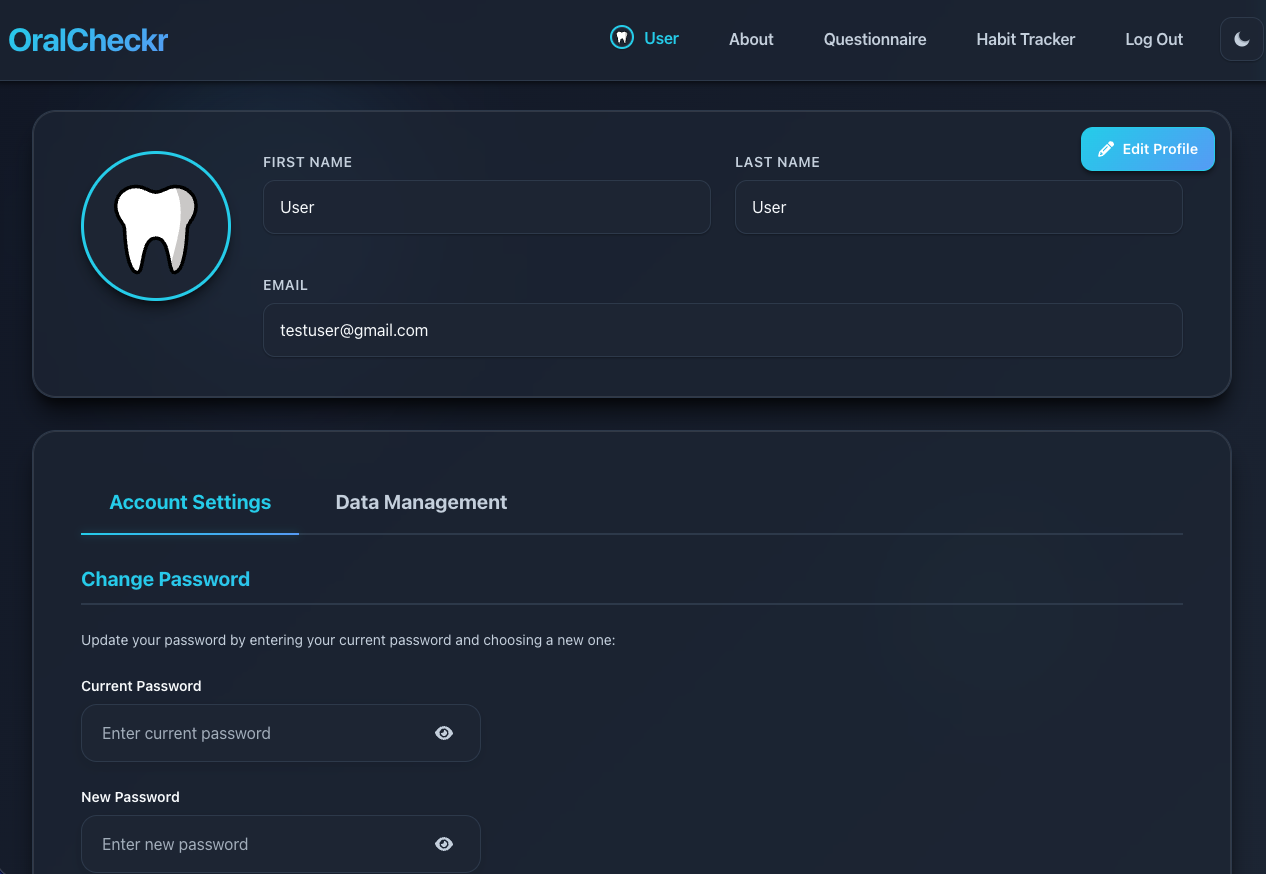 OralCheckr
User
About
Questionnaire
Habit Tracker
Log Out
Edit Profile
FIRST NAME
LAST NAME
User
User
EMAIL
testuser@gmail.com
Account Settings
Data Management
Change Password
Update your password by entering your current password and choosing a new one:
Current Password
Enter current password
New Password
Enter new password